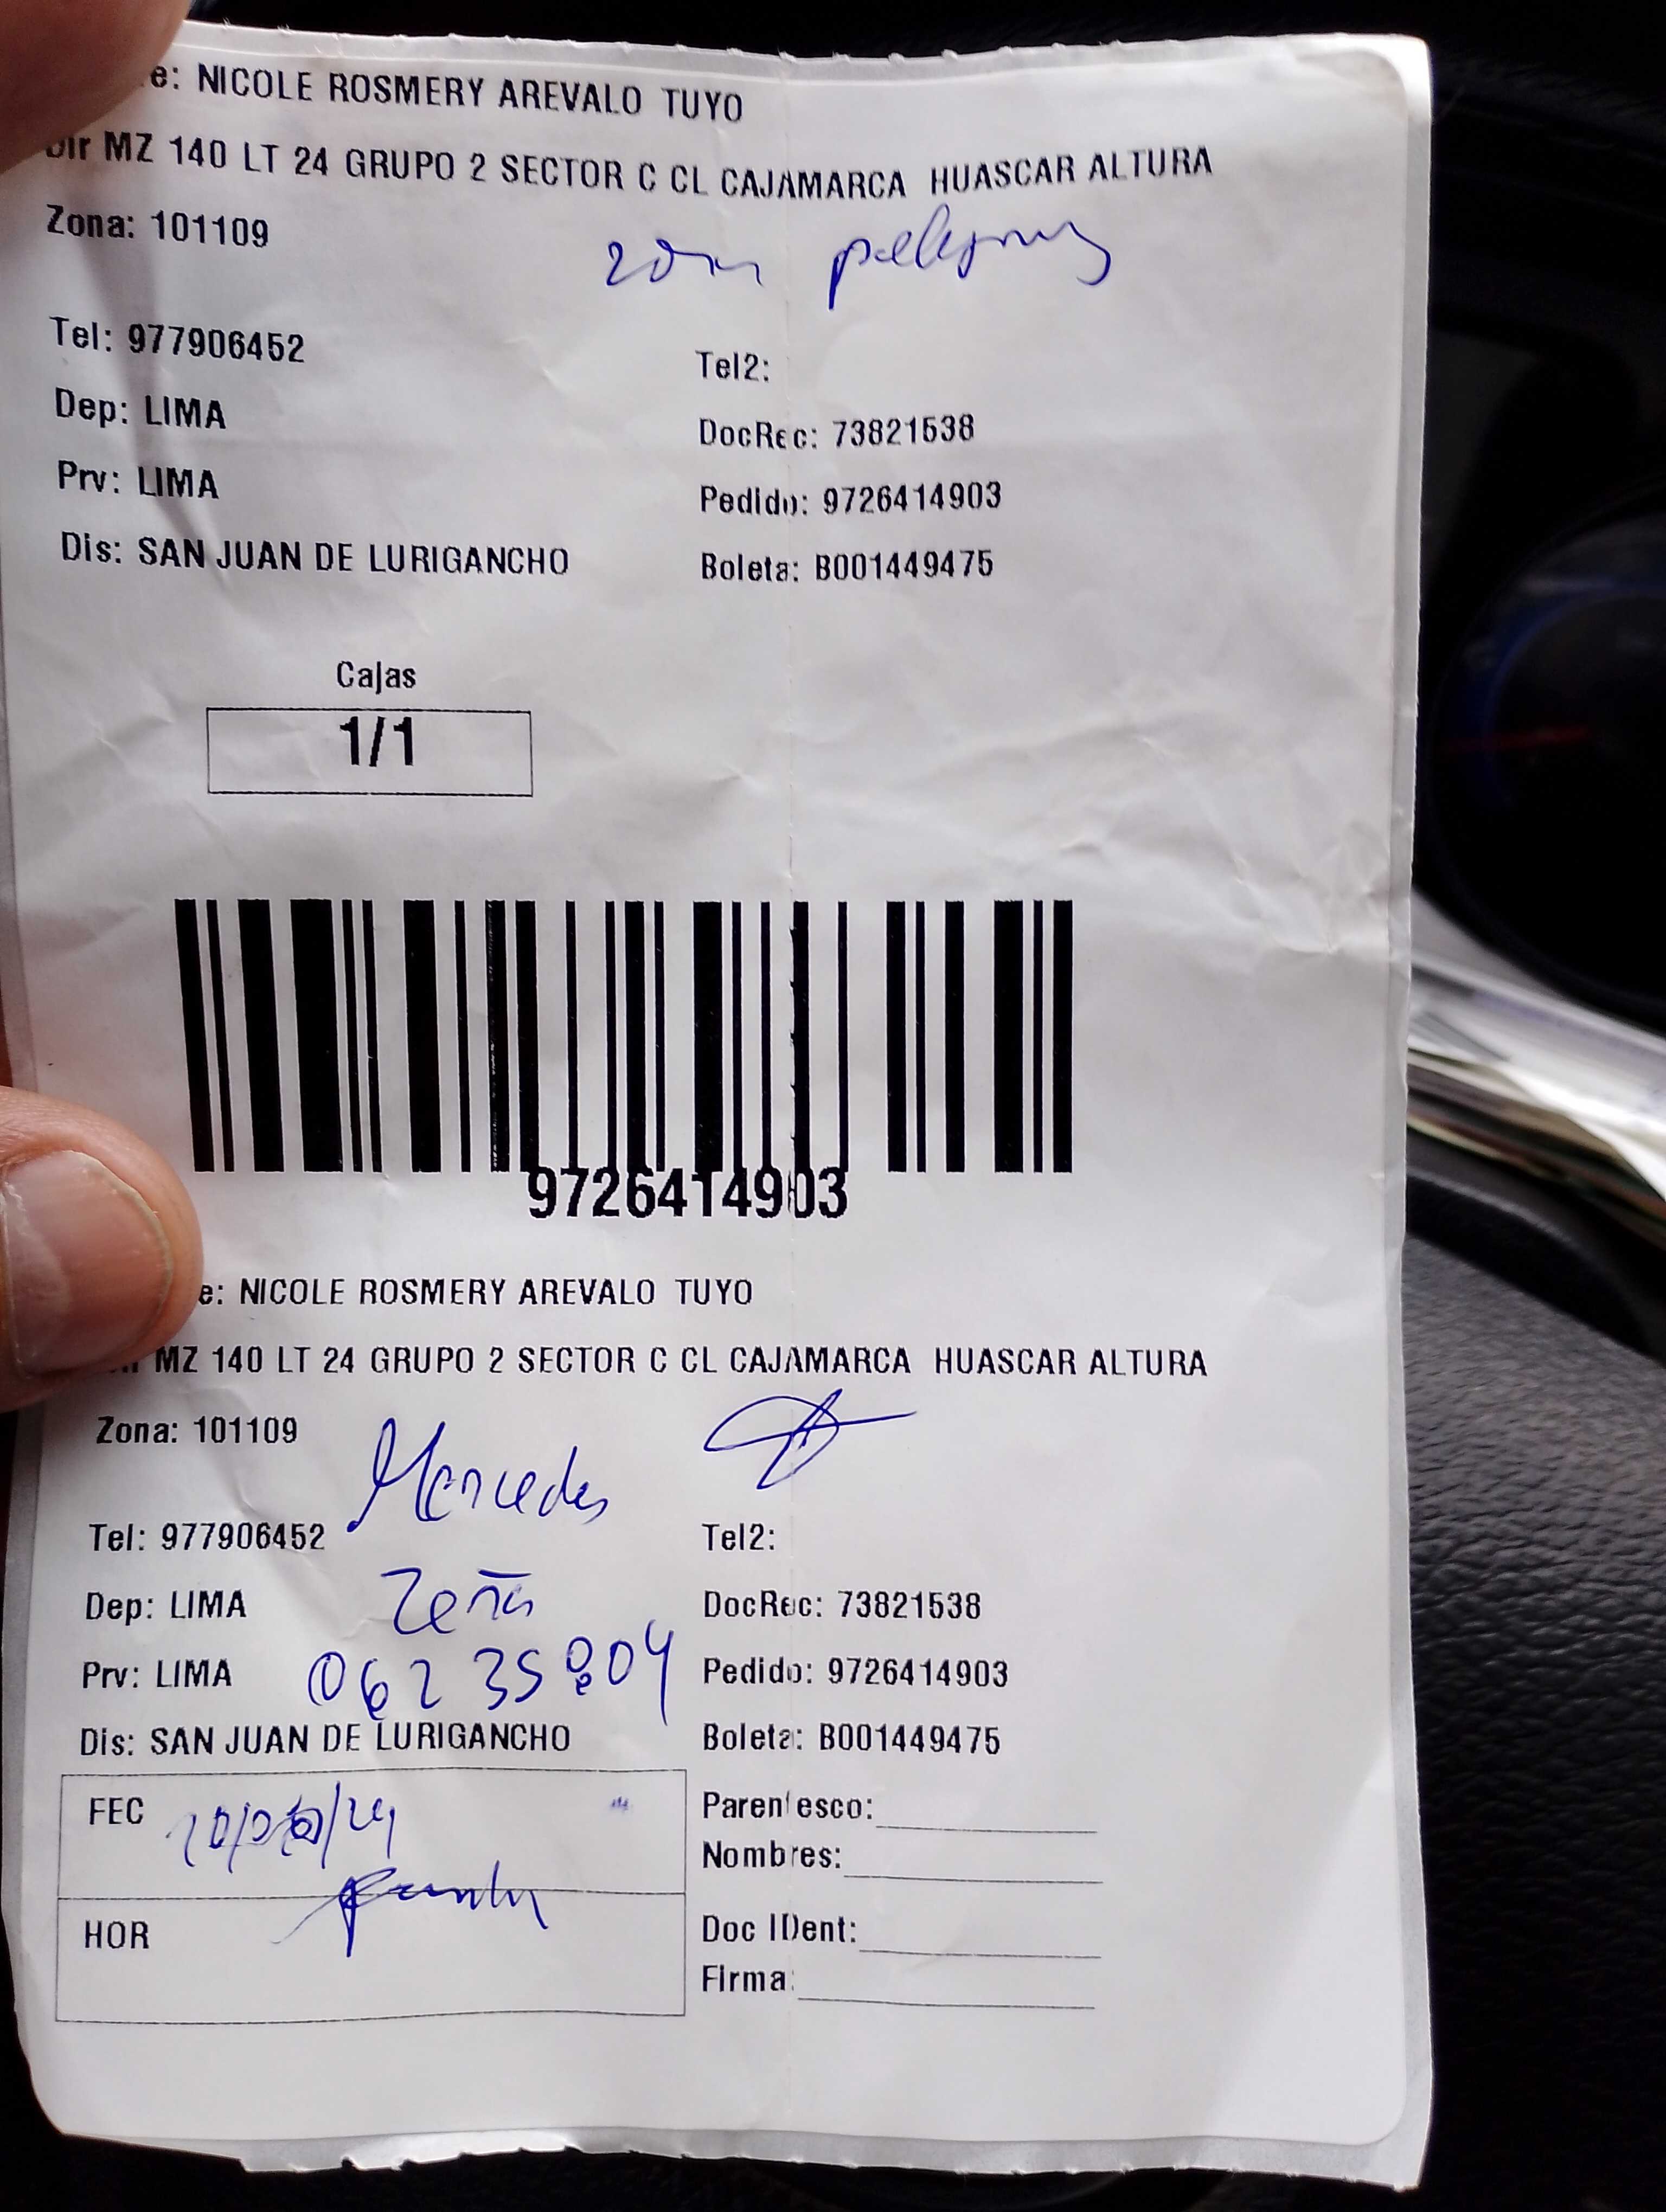 e: NICOLE ROSMERY AREVALO TUYO
Dir MZ 140 LT 24 GRUPO 2 SECTOR C CL CAJAMARCA HUASCAR ALTURA
Zona: 101109
Tel: 977906452
Tel2:
Dep: LIMA
DocRec: 73821538
Prv: LIMA
Pedido: 9726414903
Dis: SAN JUAN DE LURIGANCHO
Boleta: B001449475
Cajas
1/1
9726414903
e: NICOLE ROSMERY AREVALO TUYO
MZ 140 LT 24 GRUPO 2 SECTOR C CL CAJAMARCA HUASCAR ALTURA
Zona: 101109
Mercedes
Tel: 977906452
Tel2:
Dep: LIMA
Zeña
DocRec: 73821538
Prv: LIMA
Pedido: 9726414903
Dis: SAN JUAN DE LURIGANCHO
Boleta: B001449475
FEC
Parentesco:
Nombres:
HOR
Doc IDent:
Firma: